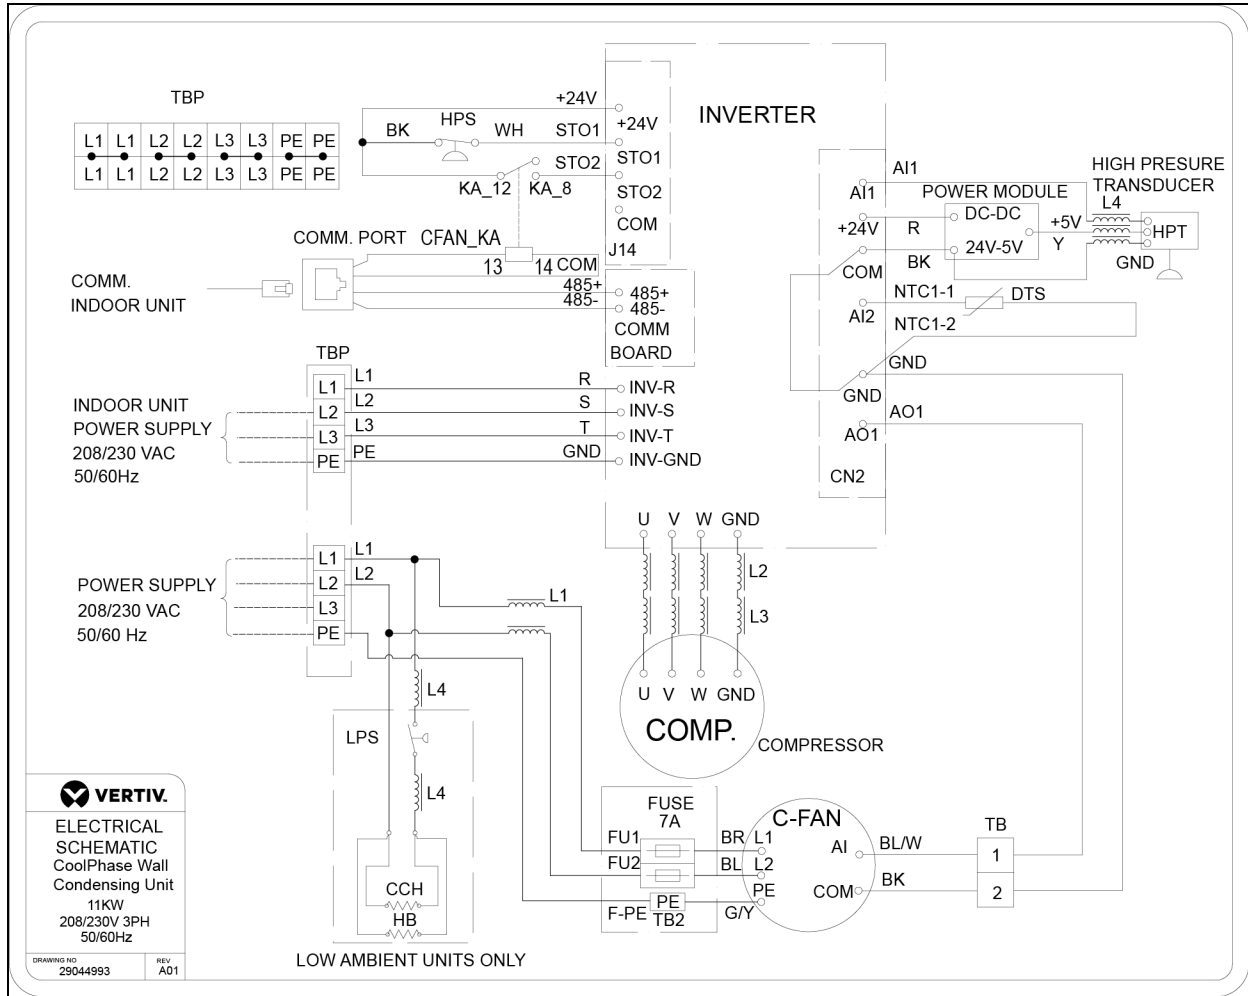 TBP
L1 L1 L2 L2 L3 L3 PE PE
L1 L1 L2 L2 L3 L3 PE PE
+24V
+24V
BK
HPS
WH
STO1
STO1
STO2
STO2
KA_12
KA_8
COM
J14
INVERTER
COMM. PORT
CFAN_KA
13
14
COM
COMM.
INDOOR UNIT
485+
485-
485+
485-
COMM
BOARD
AI1
AI1
+24V
COM
AI2
GND
AO1
CN2
HIGH PRESURE
TRANSDUCER
POWER MODULE
DC-DC
24V-5V
R
BK
+5V
Y
L4
HPT
GND
NTC1-1
DTS
NTC1-2
GND
AO1
TBP
INDOOR UNIT
POWER SUPPLY
208/230 VAC
50/60Hz
L1 L1 R INV-R
L2 L2 S INV-S
L3 L3 T INV-T
PE PE GND INV-GND
POWER SUPPLY
208/230 VAC
50/60 Hz
L1 L1
L2 L2
L3
PE
L1
U V W GND
L2
L3
U V W GND
COMP.
COMPRESSOR
L4
LPS
L4
CCH
HB
LOW AMBIENT UNITS ONLY
FUSE
7A
FU1
FU2
F-PE
PE
TB2
BR
BL
G/Y
L1
L2
PE
C-FAN
AI
COM
BL/W
BK
TB
1
2
VERTIV.
ELECTRICAL
SCHEMATIC
CoolPhase Wall
Condensing Unit
11KW
208/230V 3PH
50/60Hz
DRAWING NO
29044993
REV
A01